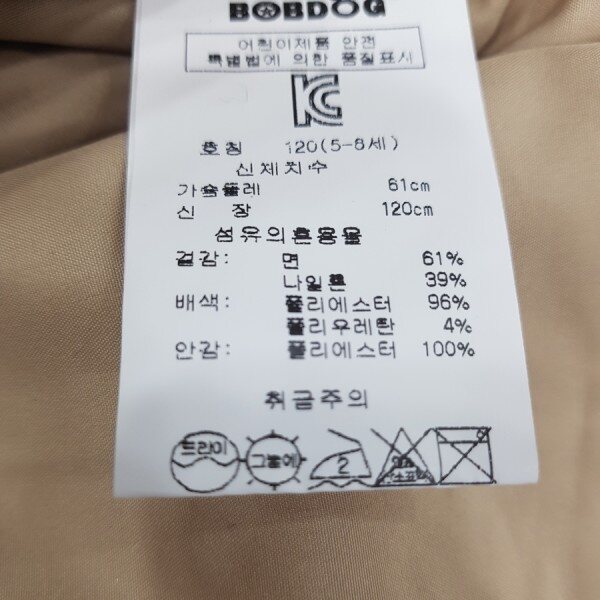 BOBDOG
어린이제품 안전
특별법에 의한 품질표시
KC
호칭 120(5-8세)
신체치수
가슴둘레 61cm
신 장 120cm
섬유의혼용율
겉감: 면 61%
나일론 39%
배색: 폴리에스터 96%
폴리우레탄 4%
안감: 폴리에스터 100%
취급주의
드라이 그늘에 2